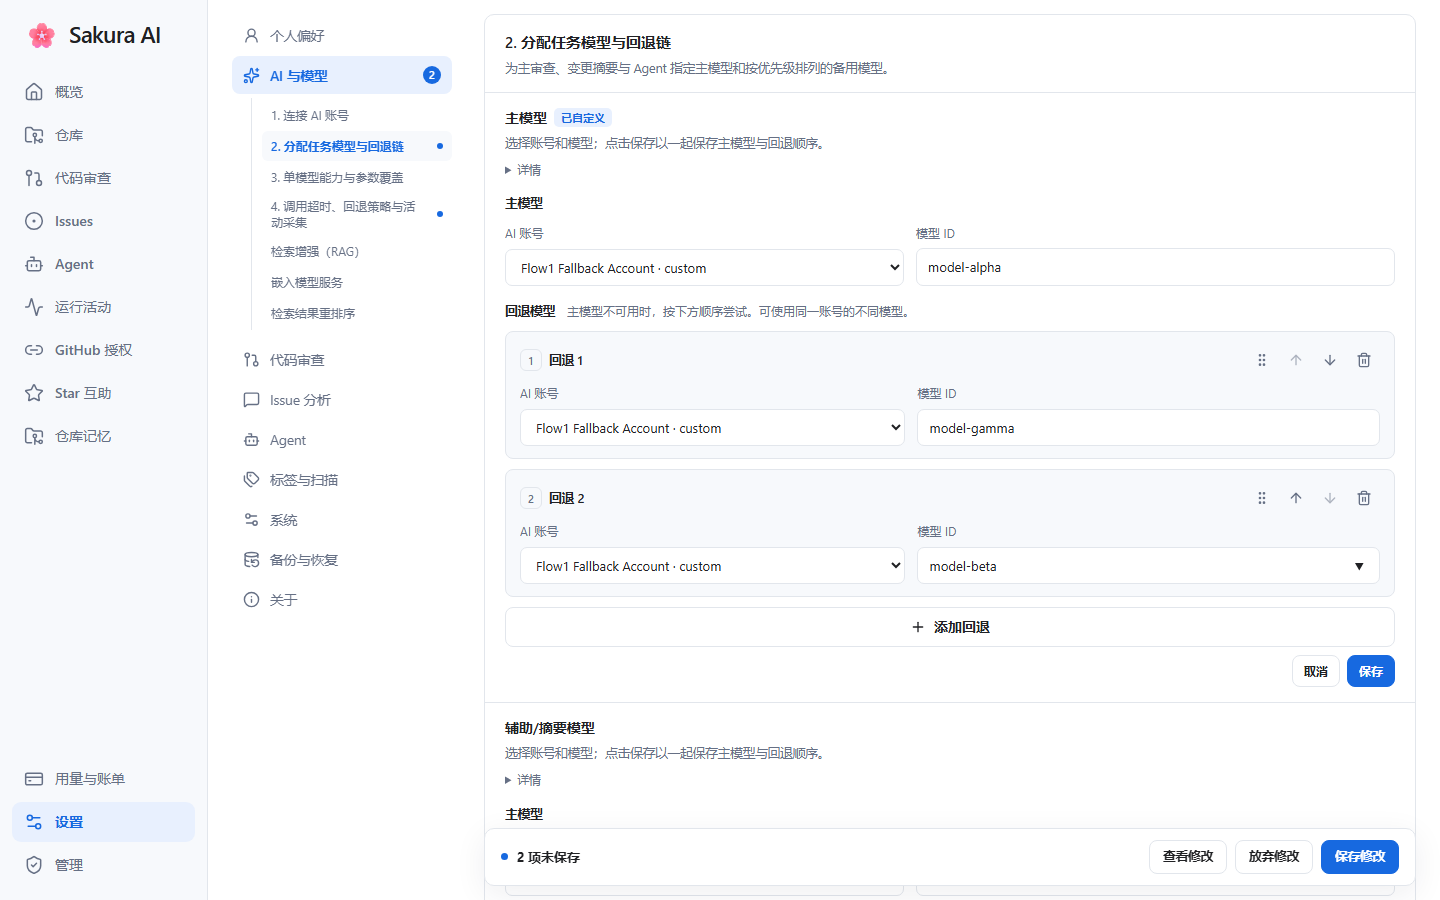 Sakura AI
概览
仓库
代码审查
Issues
Agent
运行活动
GitHub 授权
Star 互助
仓库记忆
用量与账单
设置
管理
个人偏好
AI 与模型
2
1. 连接 AI 账号
2. 分配任务模型与回退链
3. 单模型能力与参数覆盖
4. 调用超时、回退策略与活
动采集
检索增强（RAG）
嵌入模型服务
检索结果重排序
代码审查
Issue 分析
Agent
标签与扫描
系统
备份与恢复
关于
2. 分配任务模型与回退链
为主审查、变更摘要与 Agent 指定主模型和按优先级排列的备用模型。
主模型 已自定义
选择账号和模型；点击保存以一起保存主模型与回退顺序。
详情
主模型
AI 账号 模型 ID
Flow1 Fallback Account · custom model-alpha
回退模型 主模型不可用时，按下方顺序尝试。可使用同一账号的不同模型。
1 回退 1
AI 账号 模型 ID
Flow1 Fallback Account · custom model-gamma
2 回退 2
AI 账号 模型 ID
Flow1 Fallback Account · custom model-beta
添加回退
取消 保存
辅助/摘要模型
选择账号和模型；点击保存以一起保存主模型与回退顺序。
详情
主模型
2 项未保存 查看修改 放弃修改 保存修改